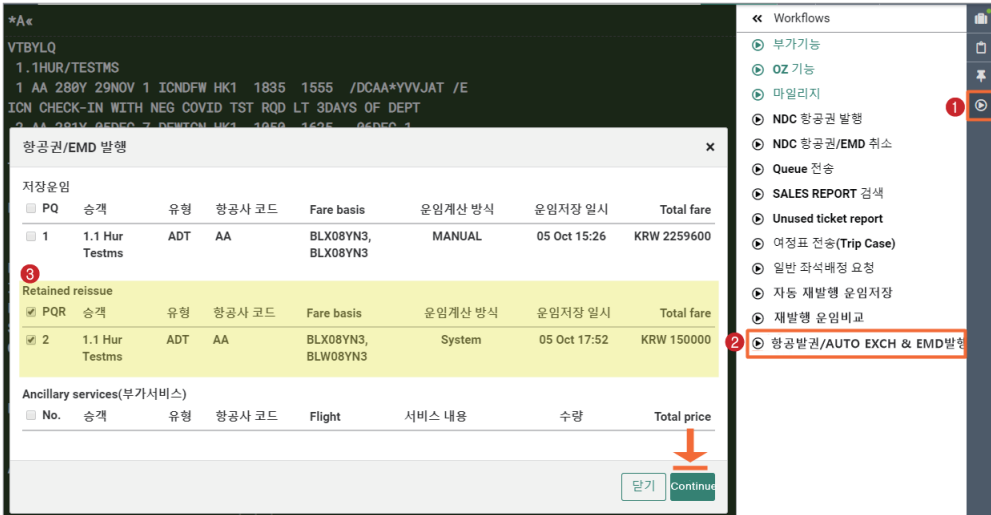 *A«
VTBYLQ
1.1HUR/TESTMS
1 AA 280Y 29NOV 1 ICNDFW HK1 1835 1555 /DCAA*YVVJAT /E
ICN CHECK-IN WITH NEG COVID TST RQD LT 3DAYS OF DEPT
2 AA 281Y 05DEC 7 DFWICN HK1 1050 1625 06DEC 1
항공권/EMD 발행 ×
저장운임
PQ 승객 유형 항공사 코드 Fare basis 운임계산 방식 운임저장 일시 Total fare
1 1.1 Hur ADT AA BLX08YN3, MANUAL 05 Oct 15:26 KRW 2259600
Testms BLX08YN3
3
Retained reissue
PQR 승객 유형 항공사 코드 Fare basis 운임계산 방식 운임저장 일시 Total fare
2 1.1 Hur ADT AA BLX08YN3, System 05 Oct 17:52 KRW 150000
Testms BLW08YN3
Ancillary services(부가서비스)
No. 승객 유형 항공사 코드 Flight 서비스 내용 수량 Total price
닫기 Continue
« Workflows
부가기능
OZ 기능
마일리지
1
NDC 항공권 발행
NDC 항공권/EMD 취소
Queue 전송
SALES REPORT 검색
Unused ticket report
여정표 전송(Trip Case)
일반 좌석배정 요청
자동 재발행 운임저장
재발행 운임비교
2 항공발권/AUTO EXCH & EMD발행